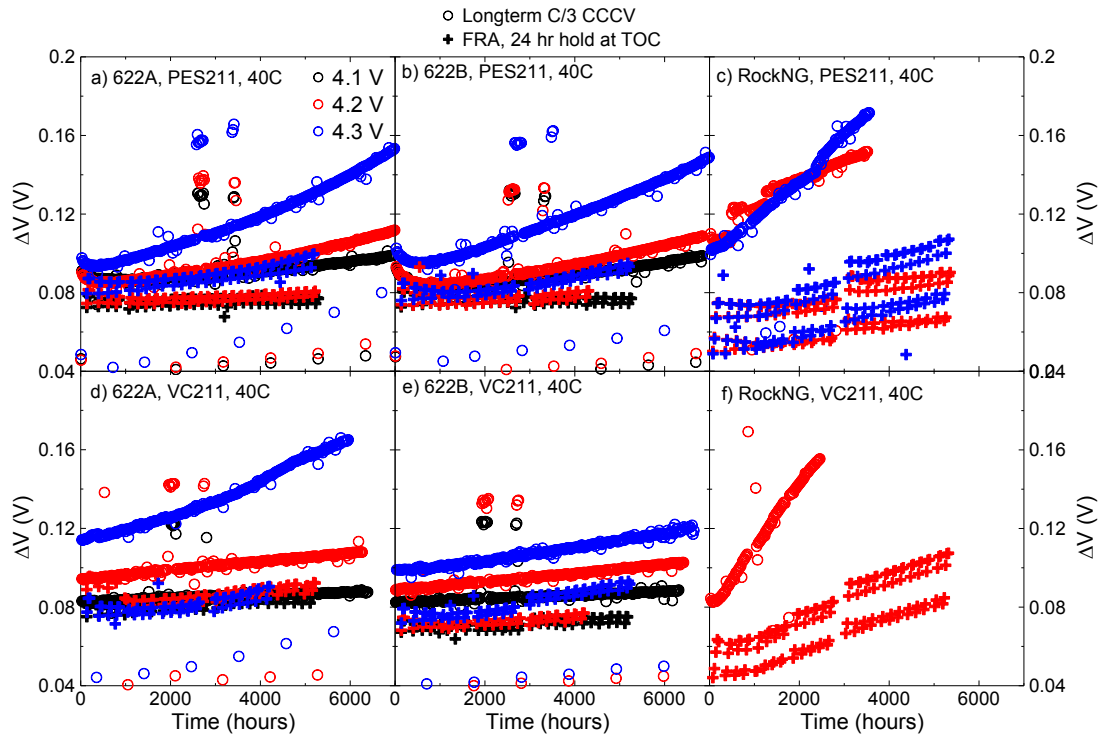 Longterm C/3 CCCV
FRA, 24 hr hold at TOC
0.2
0.2
a) 622A, PES211, 40C
b) 622B, PES211, 40C
c) RockNG, PES211, 40C
4.1 V
4.2 V
4.3 V
0.16
0.16
ΔV (V)
ΔV (V)
0.12
0.12
0.08
0.08
0.04
0.04
0.2
d) 622A, VC211, 40C
e) 622B, VC211, 40C
f) RockNG, VC211, 40C
0.16
0.16
ΔV (V)
ΔV (V)
0.12
0.12
0.08
0.08
0.04
0.04
0 2000 4000 6000
0 2000 4000 6000
0 2000 4000 6000
Time (hours)
Time (hours)
Time (hours)